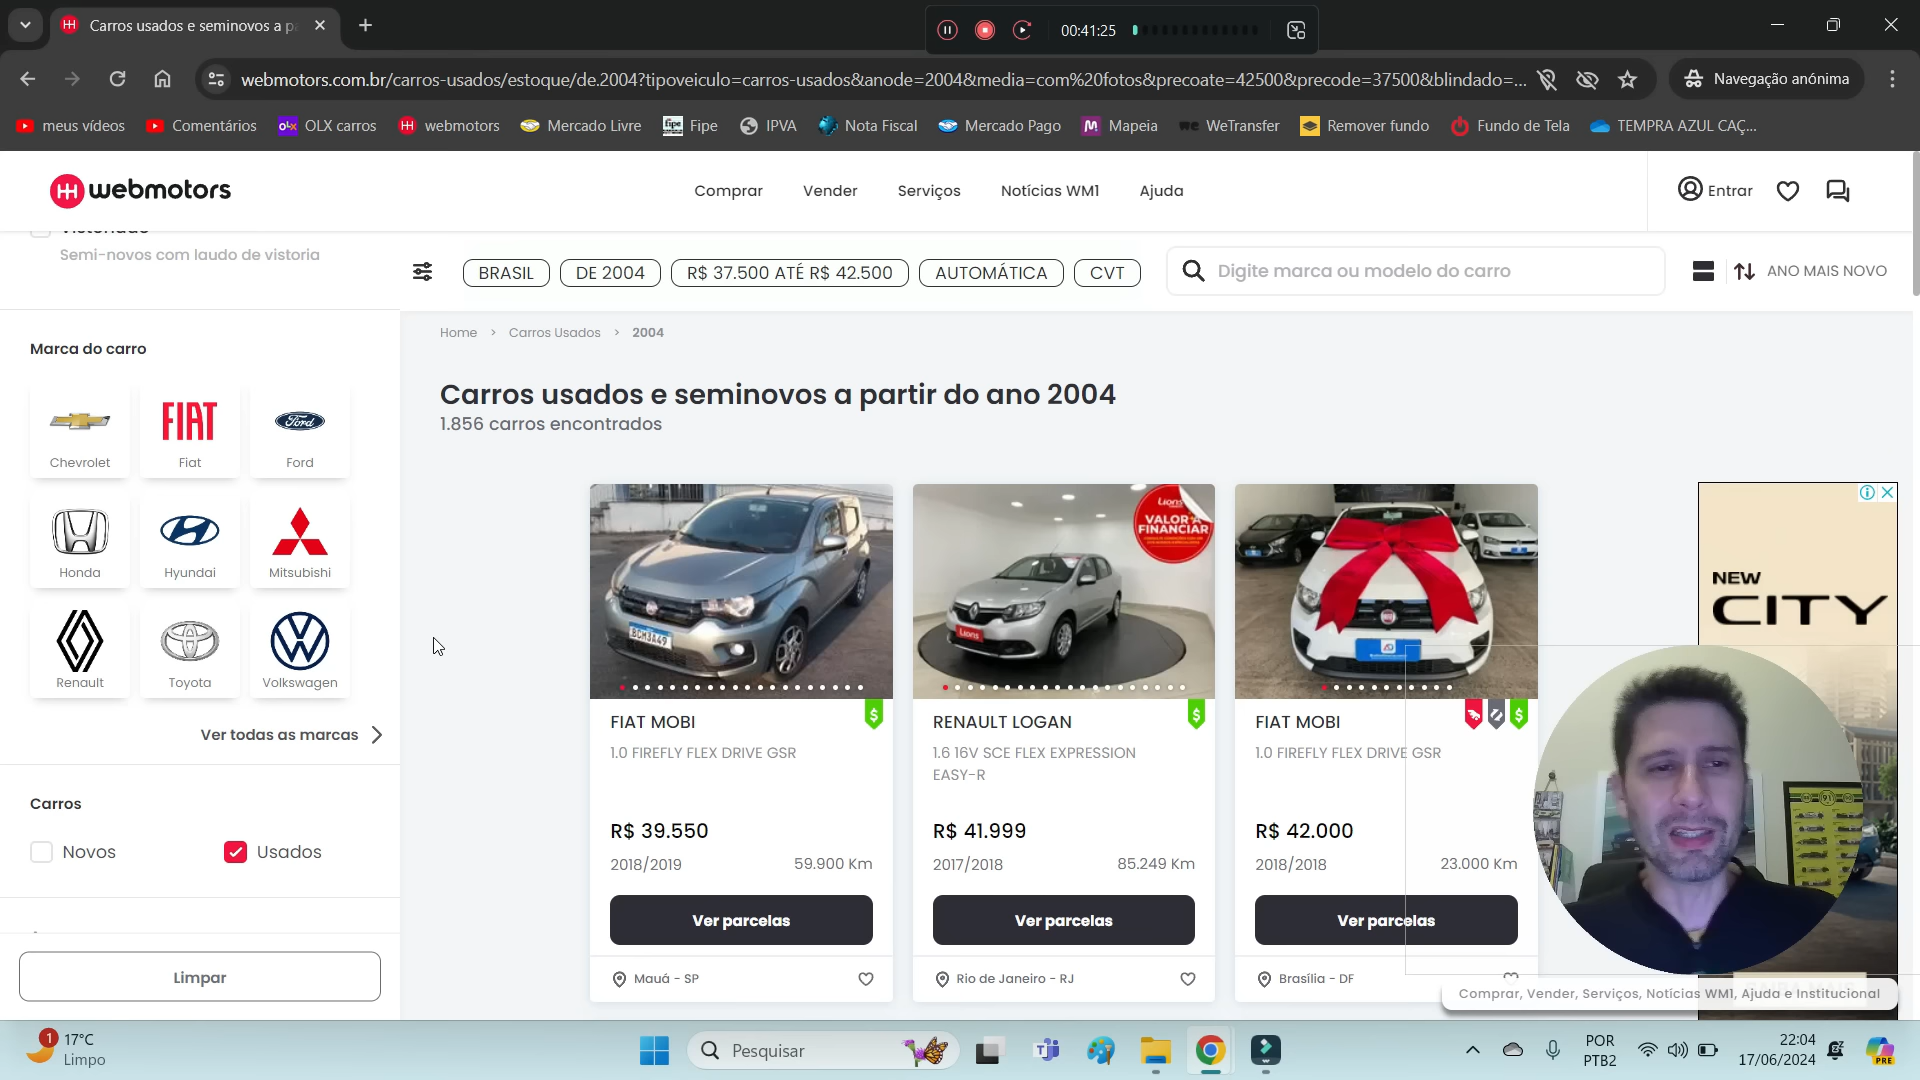 Carros usados e seminovos a pa
00:41:25
webmotors.com.br/carros-usados/estoque/de.2004?tipoveiculo=carros-usados&anode=2004&media=com%20fotos&precoate=42500&precode=37500&blindado=...
Navegação anónima
meus vídeos
Comentários
OLX carros
webmotors
Mercado Livre
Fipe
IPVA
Nota Fiscal
Mercado Pago
Mapeia
WeTransfer
Remover fundo
Fundo de Tela
TEMPRA AZUL CAÇ...
webmotors
Comprar
Vender
Serviços
Notícias WM1
Ajuda
Entrar
Vistoriado
Semi-novos com laudo de vistoria
BRASIL
DE 2004
R$ 37.500 ATÉ R$ 42.500
AUTOMÁTICA
CVT
Digite marca ou modelo do carro
ANO MAIS NOVO
Home > Carros Usados > 2004
Marca do carro
Carros usados e seminovos a partir do ano 2004
1.856 carros encontrados
FIAT
Ford
Chevrolet
Fiat
Ford
Honda
Hyundai
Mitsubishi
Renault
Toyota
Volkswagen
Ver todas as marcas
Carros
Novos
Usados
Limpar
BCM3A49
FIAT MOBI
1.0 FIREFLY FLEX DRIVE GSR
R$ 39.550
2018/2019
59.900 Km
Ver parcelas
Mauá - SP
Lions
VALOR A
FINANCIAR
Lions
RENAULT LOGAN
1.6 16V SCE FLEX EXPRESSION
EASY-R
R$ 41.999
2017/2018
85.249 Km
Ver parcelas
Rio de Janeiro - RJ
FIAT MOBI
1.0 FIREFLY FLEX DRIVE GSR
R$ 42.000
2018/2018
23.000 Km
Ver parcelas
Brasília - DF
NEW
CITY
Comprar, Vender, Serviços, Notícias WM1, Ajuda e Institucional
1
17°C
Limpo
Pesquisar
POR
PTB2
22:04
17/06/2024
PRE